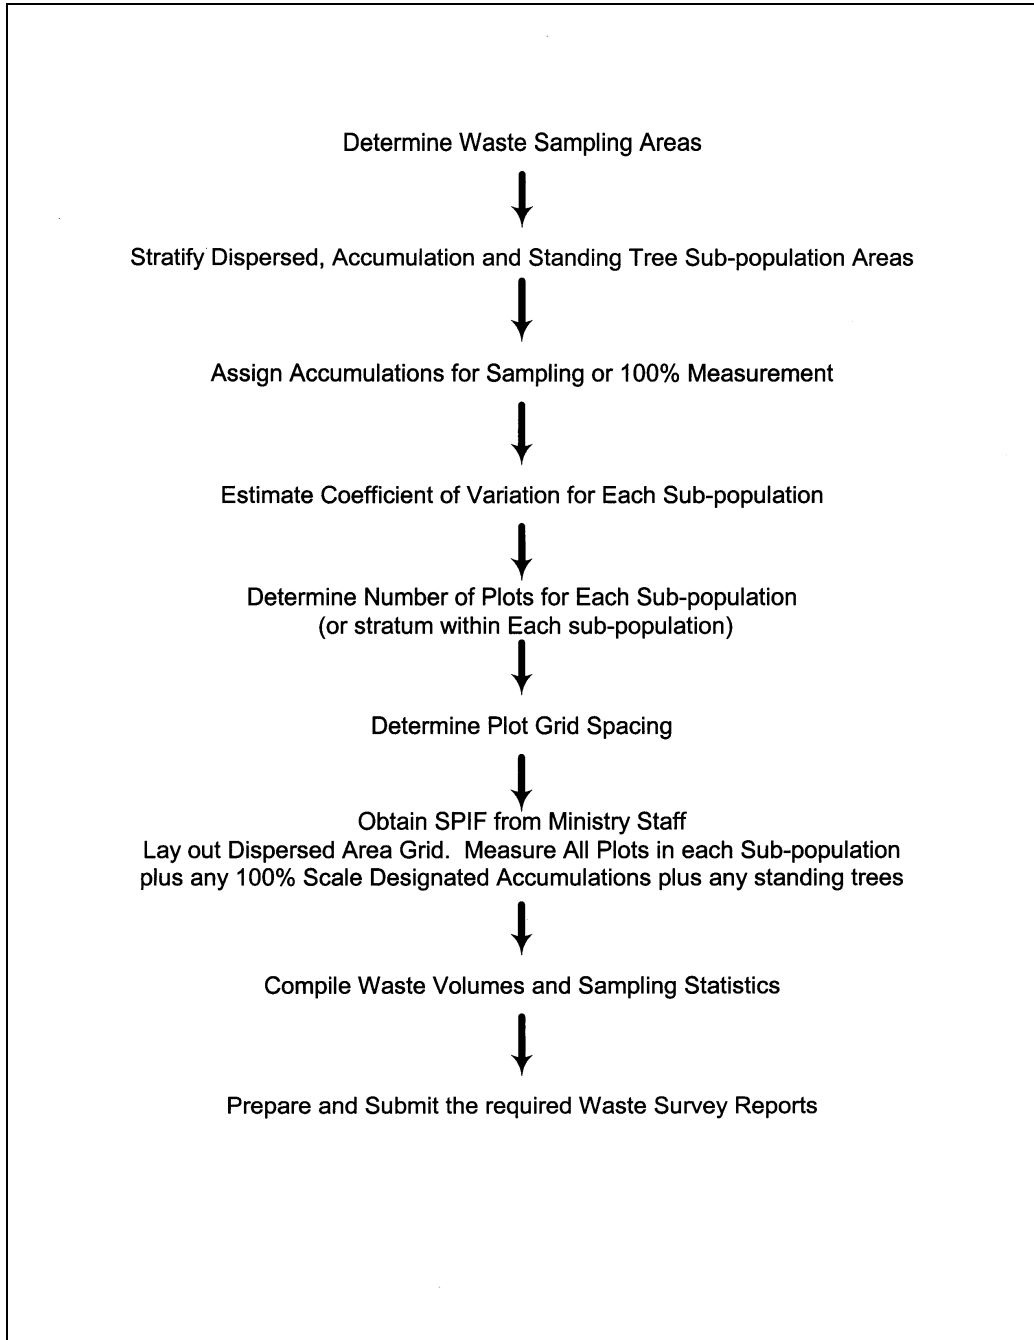 Determine Waste Sampling Areas
Stratify Dispersed, Accumulation and Standing Tree Sub-population Areas
Assign Accumulations for Sampling or 100% Measurement
Estimate Coefficient of Variation for Each Sub-population
Determine Number of Plots for Each Sub-population
(or stratum within Each sub-population)
Determine Plot Grid Spacing
Obtain SPIF from Ministry Staff
Lay out Dispersed Area Grid.  Measure All Plots in each Sub-population
plus any 100% Scale Designated Accumulations plus any standing trees
Compile Waste Volumes and Sampling Statistics
Prepare and Submit the required Waste Survey Reports